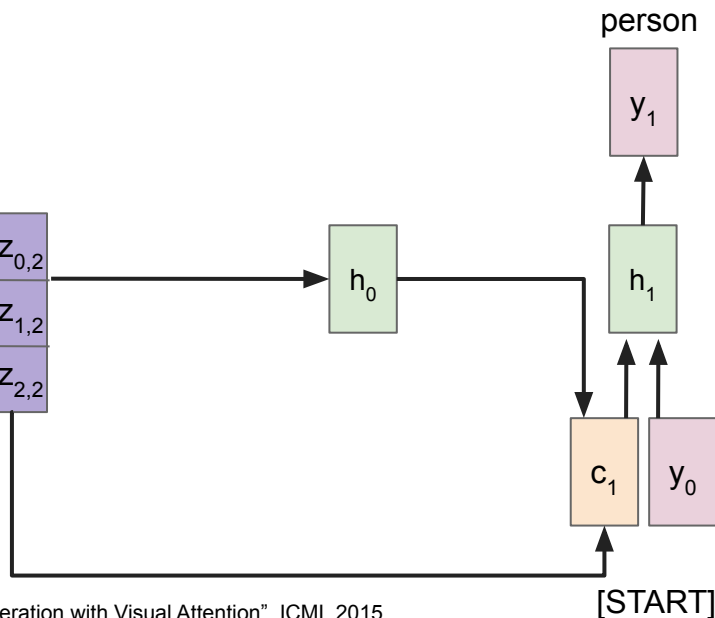 person
y1
z0,2
h0
h1
z1,2
z2,2
c1
y0
[START]
eration with Visual Attention", ICML 2015